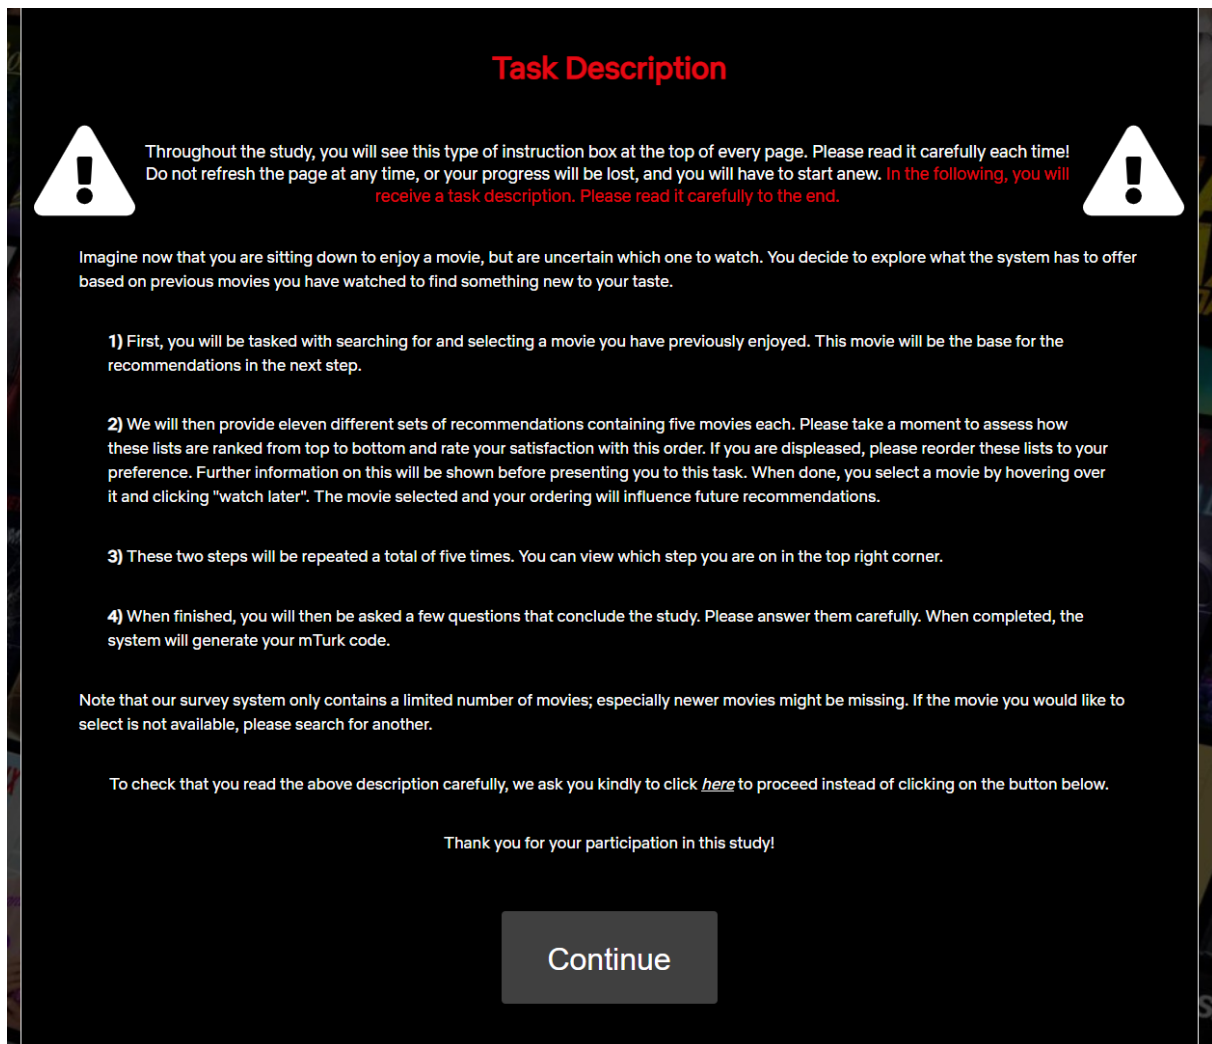 Task Description
Throughout the study, you will see this type of instruction box at the top of every page. Please read it carefully each time!
Do not refresh the page at any time, or your progress will be lost, and you will have to start anew. In the following, you will
receive a task description. Please read it carefully to the end.
Imagine now that you are sitting down to enjoy a movie, but are uncertain which one to watch. You decide to explore what the system has to offer
based on previous movies you have watched to find something new to your taste.
1) First, you will be tasked with searching for and selecting a movie you have previously enjoyed. This movie will be the base for the
recommendations in the next step.
2) We will then provide eleven different sets of recommendations containing five movies each. Please take a moment to assess how
these lists are ranked from top to bottom and rate your satisfaction with this order. If you are displeased, please reorder these lists to your
preference. Further information on this will be shown before presenting you to this task. When done, you select a movie by hovering over
it and clicking "watch later". The movie selected and your ordering will influence future recommendations.
3) These two steps will be repeated a total of five times. You can view which step you are on in the top right corner.
4) When finished, you will then be asked a few questions that conclude the study. Please answer them carefully. When completed, the
system will generate your mTurk code.
Note that our survey system only contains a limited number of movies; especially newer movies might be missing. If the movie you would like to
select is not available, please search for another.
To check that you read the above description carefully, we ask you kindly to click here to proceed instead of clicking on the button below.
Thank you for your participation in this study!
Continue